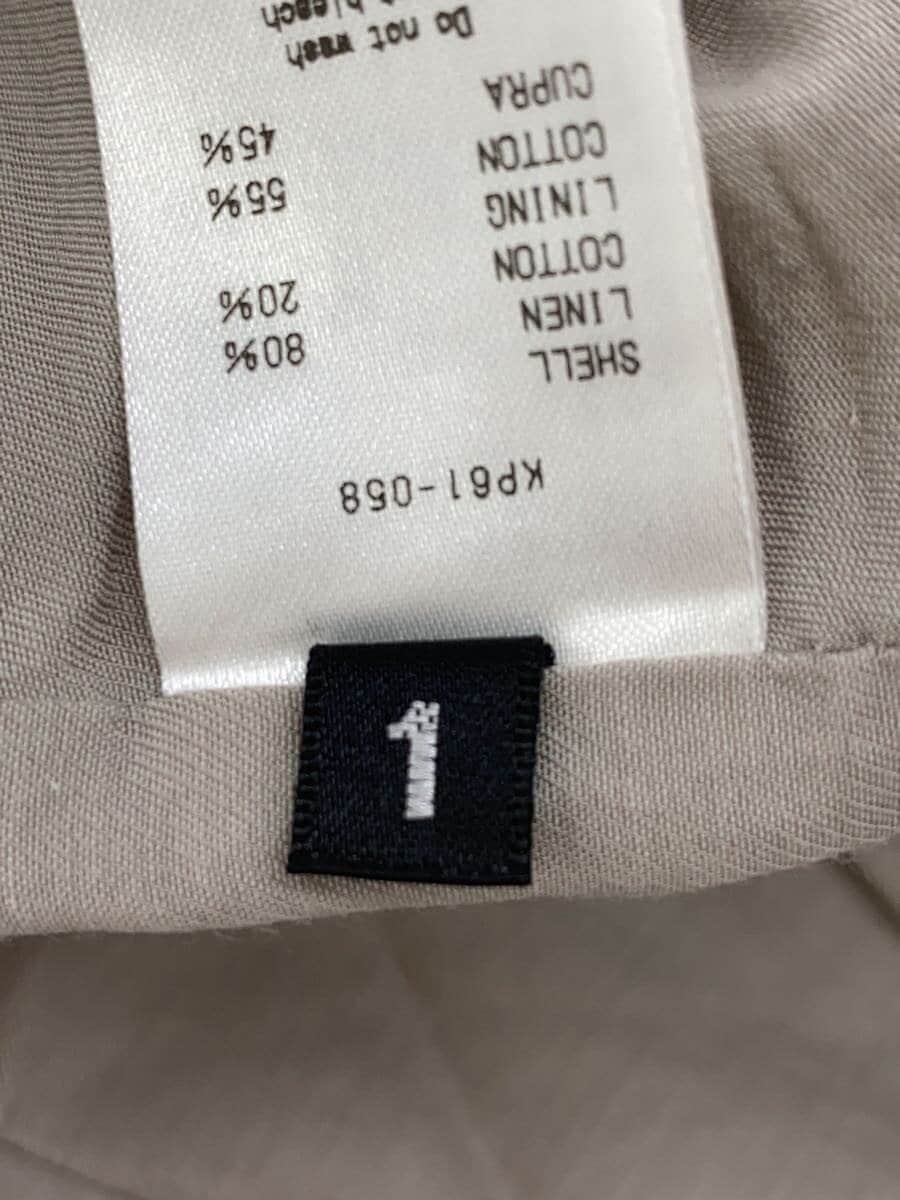 KP61-058
SHELL
LINEN 80%
COTTON 20%
LINING
COTTON 55%
CUPRA 45%
Do not wash
bleach
1